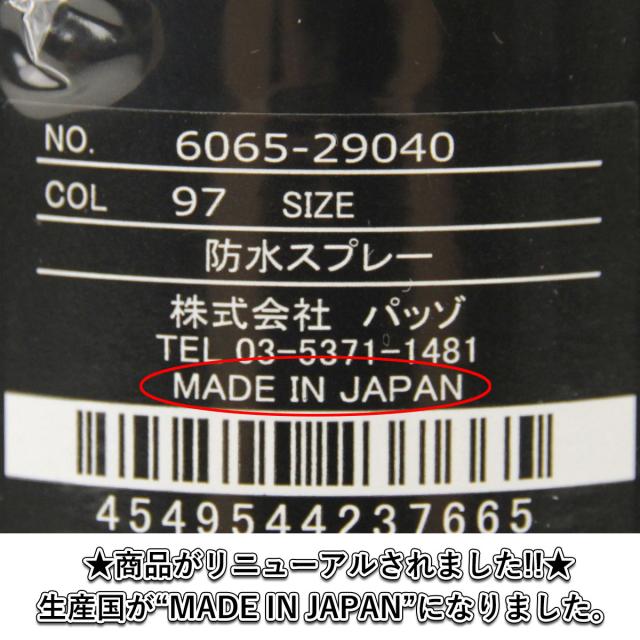 NO. 6065-29040
COL 97 SIZE
防水スプレー
株式会社 パッゾ
TEL 03-5371-1481
MADE IN JAPAN
4549544237665
★商品がリニューアルされました!!★
生産国が“MADE IN JAPAN”になりました。